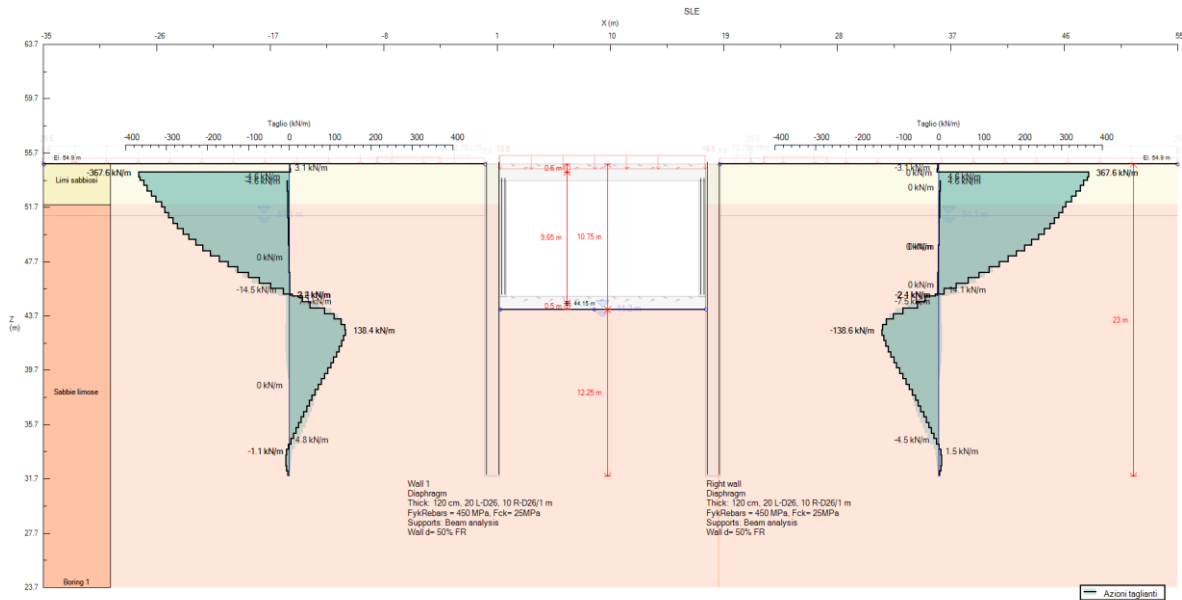 SLE
X (m)
-35 -26 -17 -8 1 10 19 28 37 46 55
63.7
59.7
55.7
51.7
47.7
43.7
39.7
35.7
31.7
27.7
23.7
Z
(m)
Taglio (kN/m)
-400 -300 -200 -100 0 100 200 300 400
Taglio (kN/m)
-400 -300 -200 -100 0 100 200 300 400
El. 54.9 m
El. 54.9 m
Limi sabbiosi
Sabbie limose
Boring 1
3.1 kN/m
-367.6 kN/m
0 kN/m
-14.5 kN/m
138.4 kN/m
0 kN/m
4.8 kN/m
-1.1 kN/m
0.6 m
9.65 m
10.75 m
0.5 m
44.15 m
12.25 m
-3.1 kN/m
0 kN/m
367.6 kN/m
0 kN/m
0 kN/m
-2.4 kN/m
-7.5 kN/m
-138.6 kN/m
-4.5 kN/m
1.5 kN/m
23 m
Wall 1
Diaphragm
Thick: 120 cm, 20 L-D26, 10 R-D26/1 m
FykRebars = 450 MPa, Fck= 25MPa
Supports: Beam analysis
Wall d= 50% FR
Right wall
Diaphragm
Thick: 120 cm, 20 L-D26, 10 R-D26/1 m
FykRebars = 450 MPa, Fck= 25MPa
Supports: Beam analysis
Wall d= 50% FR
Azioni taglianti